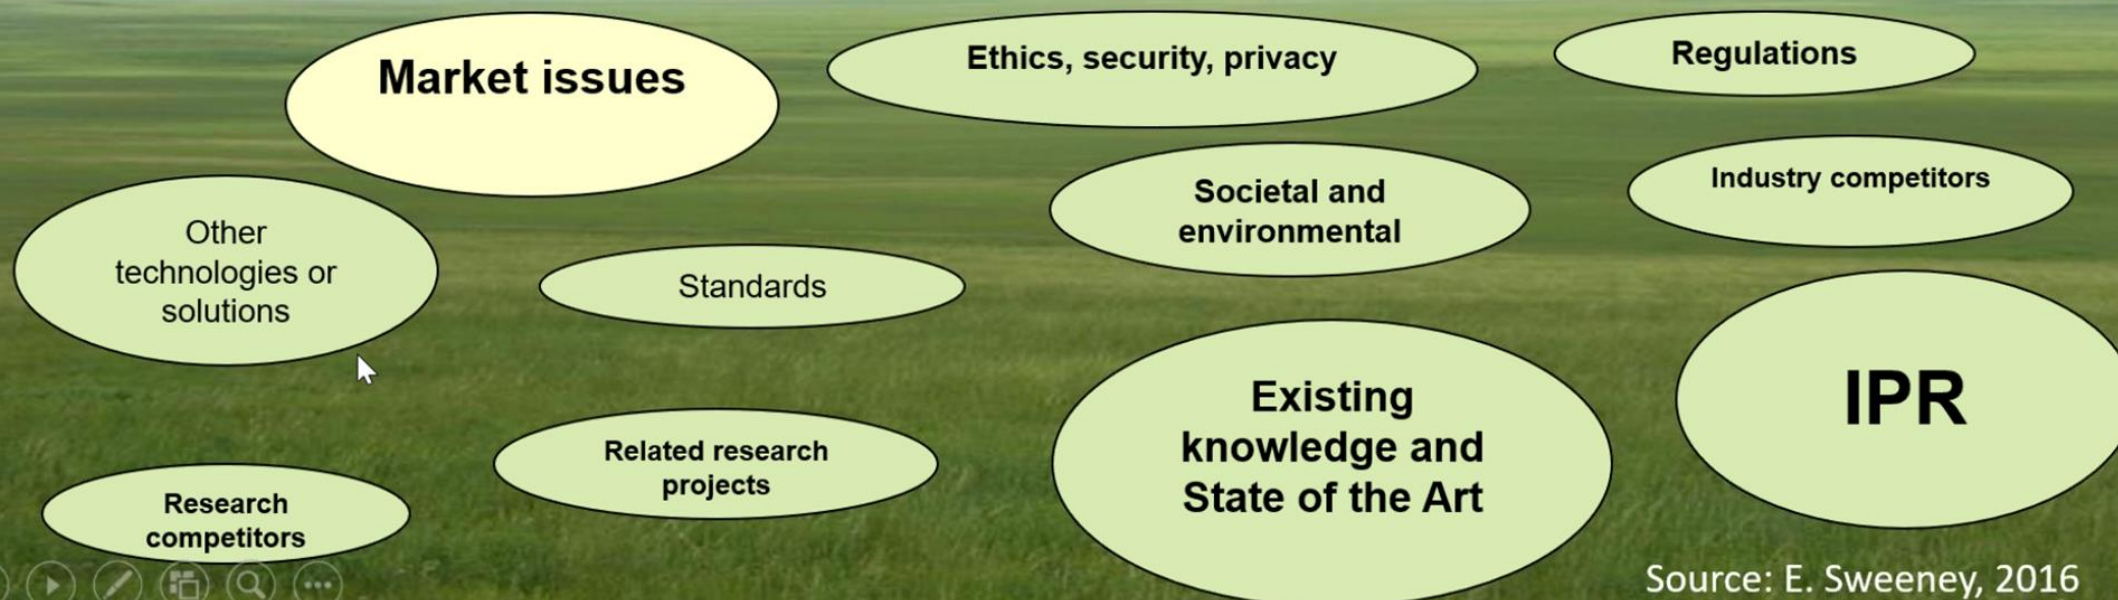 Market issues
Ethics, security, privacy
Regulations
Other
technologies or
solutions
Standards
Societal and
environmental
Industry competitors
Existing
knowledge and
State of the Art
IPR
Related research
projects
Research
competitors
Source: E. Sweeney, 2016